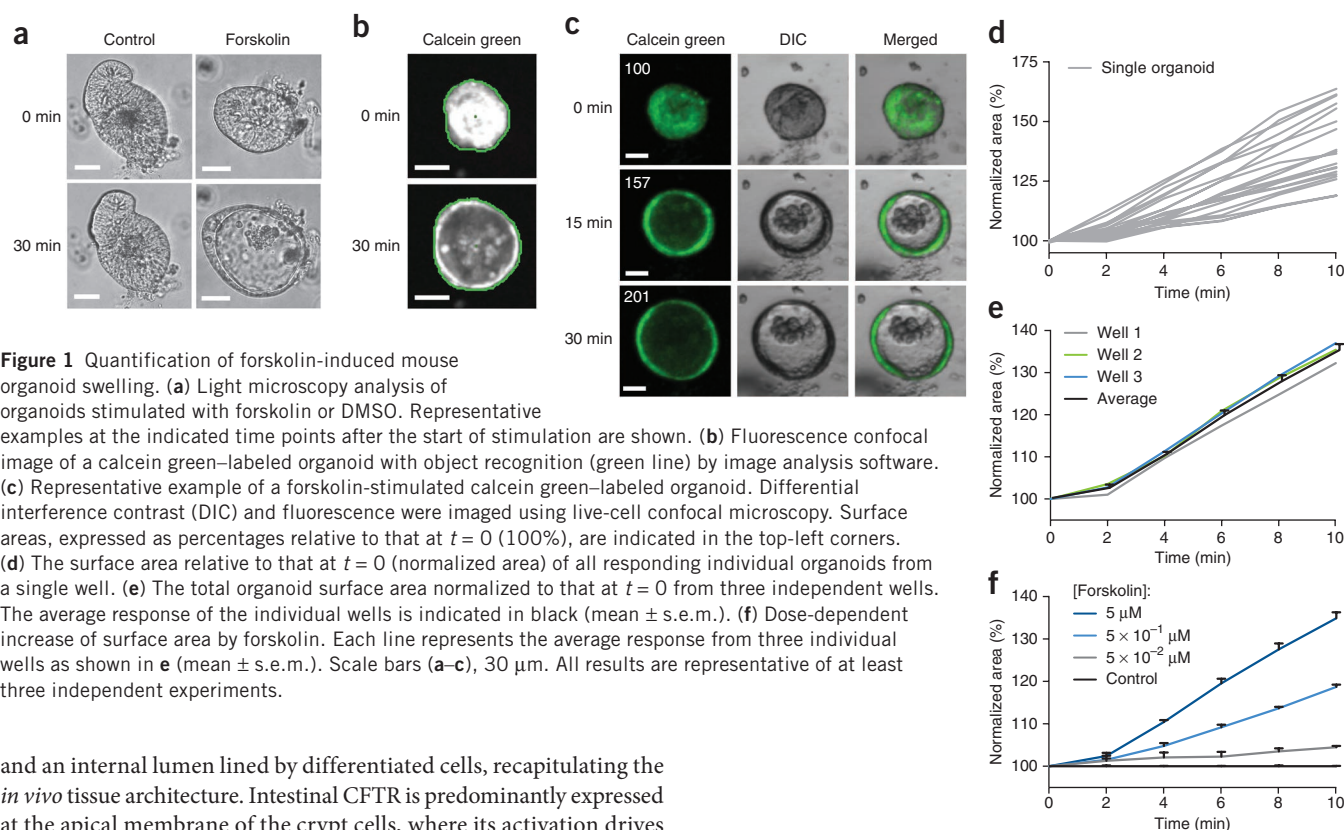 a
Control
Forskolin
0 min
30 min
b
Calcein green
0 min
30 min
c
Calcein green
DIC
Merged
100
0 min
157
15 min
201
30 min
d
175
150
125
100
Normalized area (%)
Single organoid
0 2 4 6 8 10
Time (min)
e
140
130
120
110
100
Normalized area (%)
Well 1
Well 2
Well 3
Average
0 2 4 6 8 10
Time (min)
f
140
130
120
110
100
Normalized area (%)
[Forskolin]:
5 μM
5 × 10⁻¹ μM
5 × 10⁻² μM
Control
0 2 4 6 8 10
Time (min)
Figure 1 Quantification of forskolin-induced mouse
organoid swelling. (a) Light microscopy analysis of
organoids stimulated with forskolin or DMSO. Representative
examples at the indicated time points after the start of stimulation are shown. (b) Fluorescence confocal
image of a calcein green–labeled organoid with object recognition (green line) by image analysis software.
(c) Representative example of a forskolin-stimulated calcein green–labeled organoid. Differential
interference contrast (DIC) and fluorescence were imaged using live-cell confocal microscopy. Surface
areas, expressed as percentages relative to that at t = 0 (100%), are indicated in the top-left corners.
(d) The surface area relative to that at t = 0 (normalized area) of all responding individual organoids from
a single well. (e) The total organoid surface area normalized to that at t = 0 from three independent wells.
The average response of the individual wells is indicated in black (mean ± s.e.m.). (f) Dose-dependent
increase of surface area by forskolin. Each line represents the average response from three individual
wells as shown in e (mean ± s.e.m.). Scale bars (a–c), 30 μm. All results are representative of at least
three independent experiments.
and an internal lumen lined by differentiated cells, recapitulating the
in vivo tissue architecture. Intestinal CFTR is predominantly expressed
at the apical membrane of the crypt cells, where its activation drives